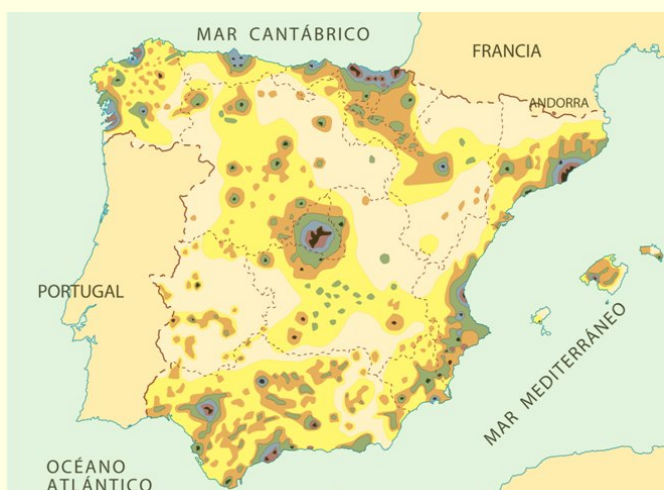 MAR CANTÁBRICO
FRANCIA
ANDORRA
PORTUGAL
MAR MEDITERRÁNEO
OCÉANO
ATLÁNTICO